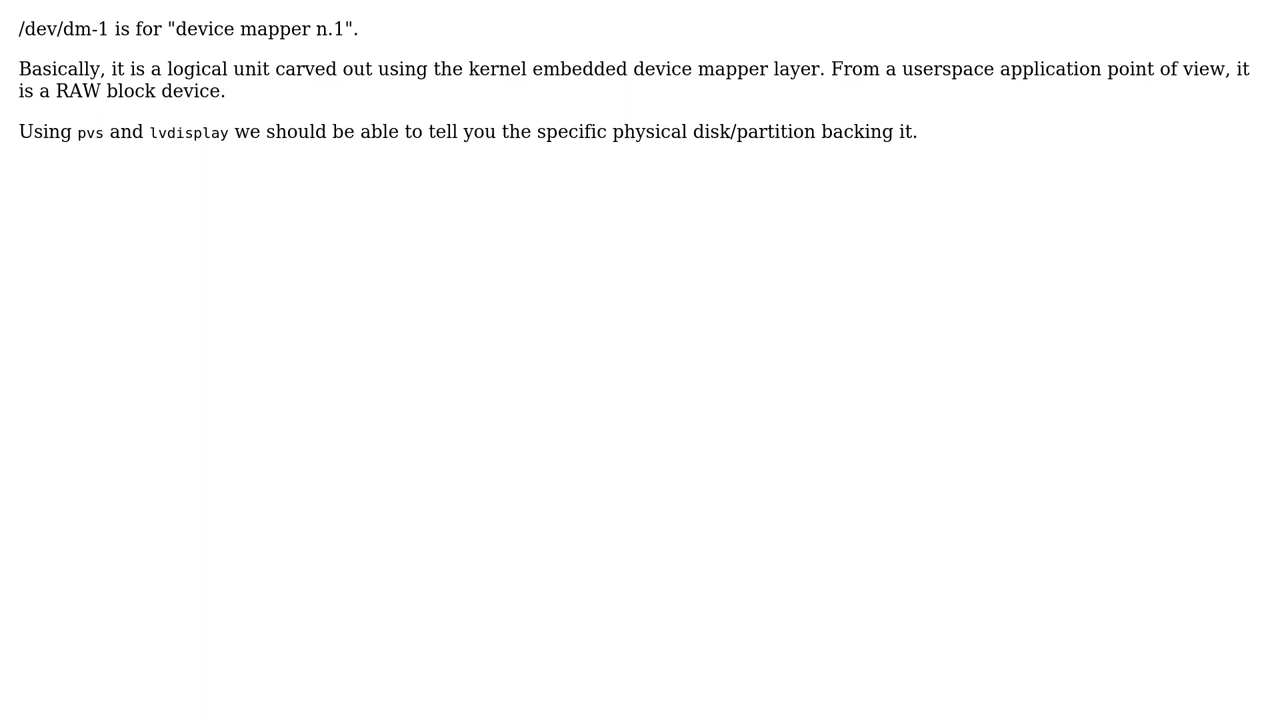 /dev/dm-1 is for "device mapper n.1".
Basically, it is a logical unit carved out using the kernel embedded device mapper layer. From a userspace application point of view, it
is a RAW block device.
Using pvs and lvdisplay we should be able to tell you the specific physical disk/partition backing it.